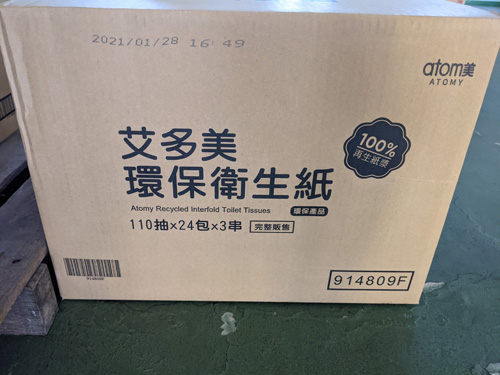 2021/01/28 16:49
atom美
ATOMY
艾多美
環保衛生紙
100%
再生紙漿
Atomy Recycled Interfold Toilet Tissues
環保產品
110抽×24包×3串
完整販售
914809F
914809F